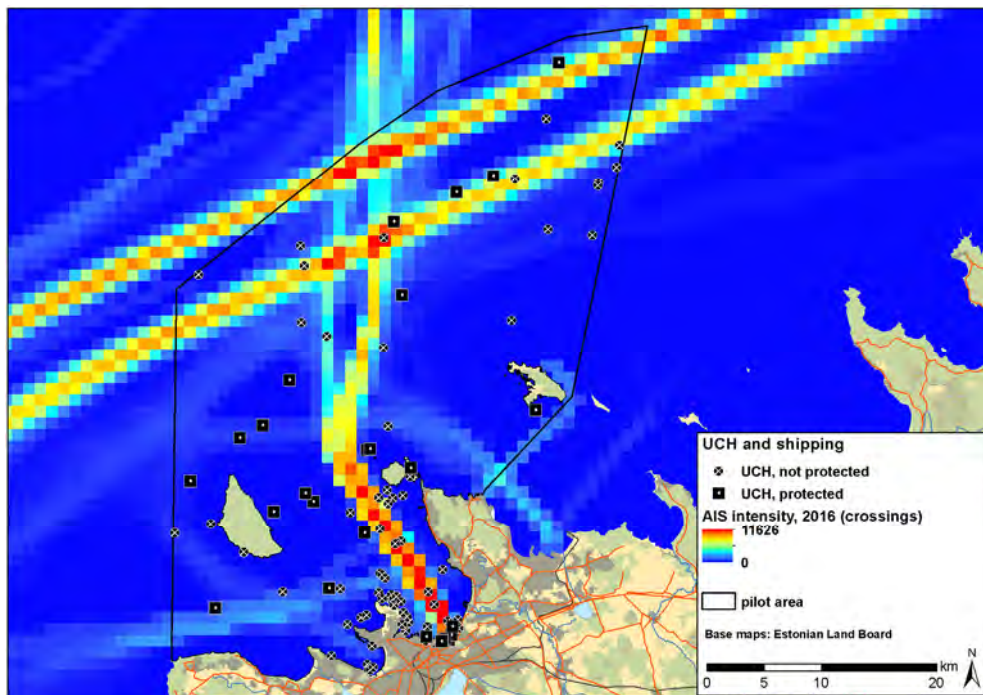 UCH and shipping
UCH, not protected
UCH, protected
AIS intensity, 2016 (crossings)
11626
0
pilot area
Base maps: Estonian Land Board
N
km
0 5 10 20